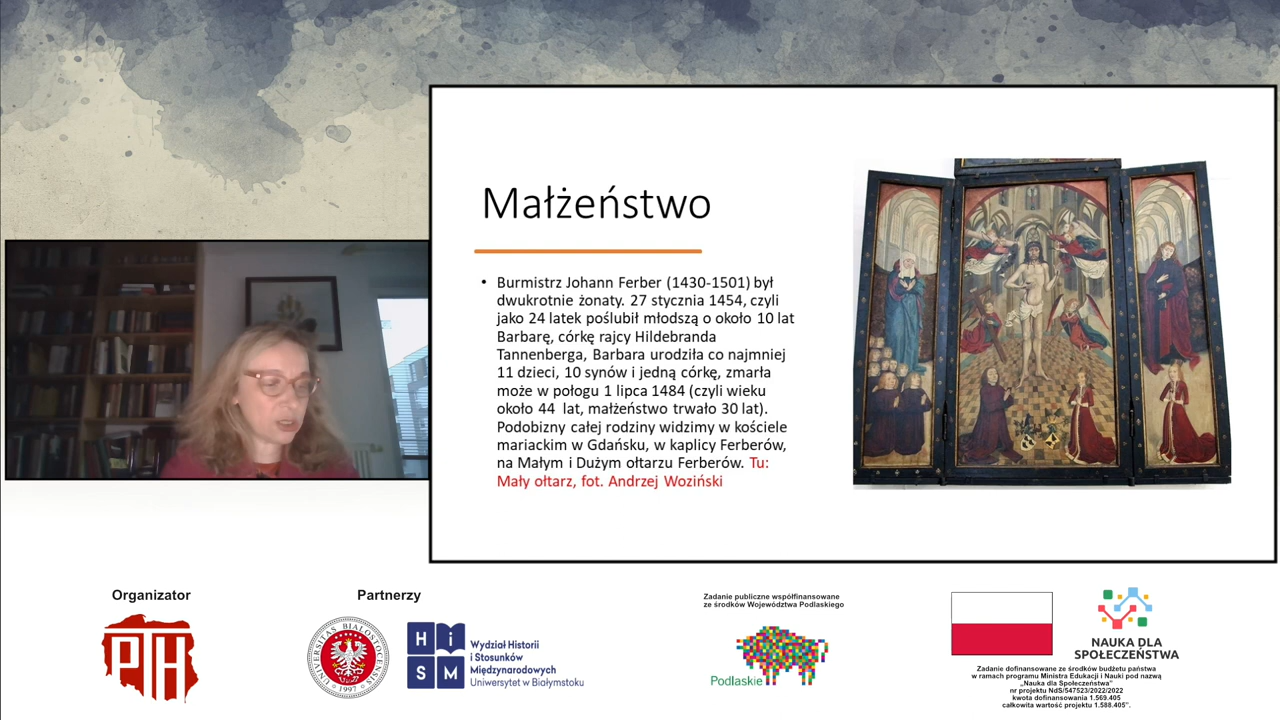 Małżeństwo
• Burmistrz Johann Ferber (1430-1501) był
dwukrotnie żonaty. 27 stycznia 1454, czyli
jako 24 latek poślubił młodszą o około 10 lat
Barbarę, córkę rajcy Hildebranda
Tannenberga, Barbara urodziła co najmniej
11 dzieci, 10 synów i jedną córkę, zmarła
może w połogu 1 lipca 1484 (czyli wieku
około 44 lat, małżeństwo trwało 30 lat).
Podobizny całej rodziny widzimy w kościele
mariackim w Gdańsku, w kaplicy Ferberów,
na Małym i Dużym ołtarzu Ferberów. Tu:
Mały ołtarz, fot. Andrzej Woziński
Organizator
PTH
Partnerzy
UNIVERSITAS BIALOSTOCENSIS
1997
HiSM
Wydział Historii
i Stosunków
Międzynarodowych
Uniwersytet w Białymstoku
Zadanie publiczne współfinansowane
ze środków Województwa Podlaskiego
Podlaskie
NAUKA DLA
SPOŁECZEŃSTWA
Zadanie dofinansowane ze środków budżetu państwa
w ramach programu Ministra Edukacji i Nauki pod nazwą
„Nauka dla Społeczeństwa"
nr projektu NdS/547523/2022/2022
kwota dofinansowania 1.569.405
całkowita wartość projektu 1.588.405".